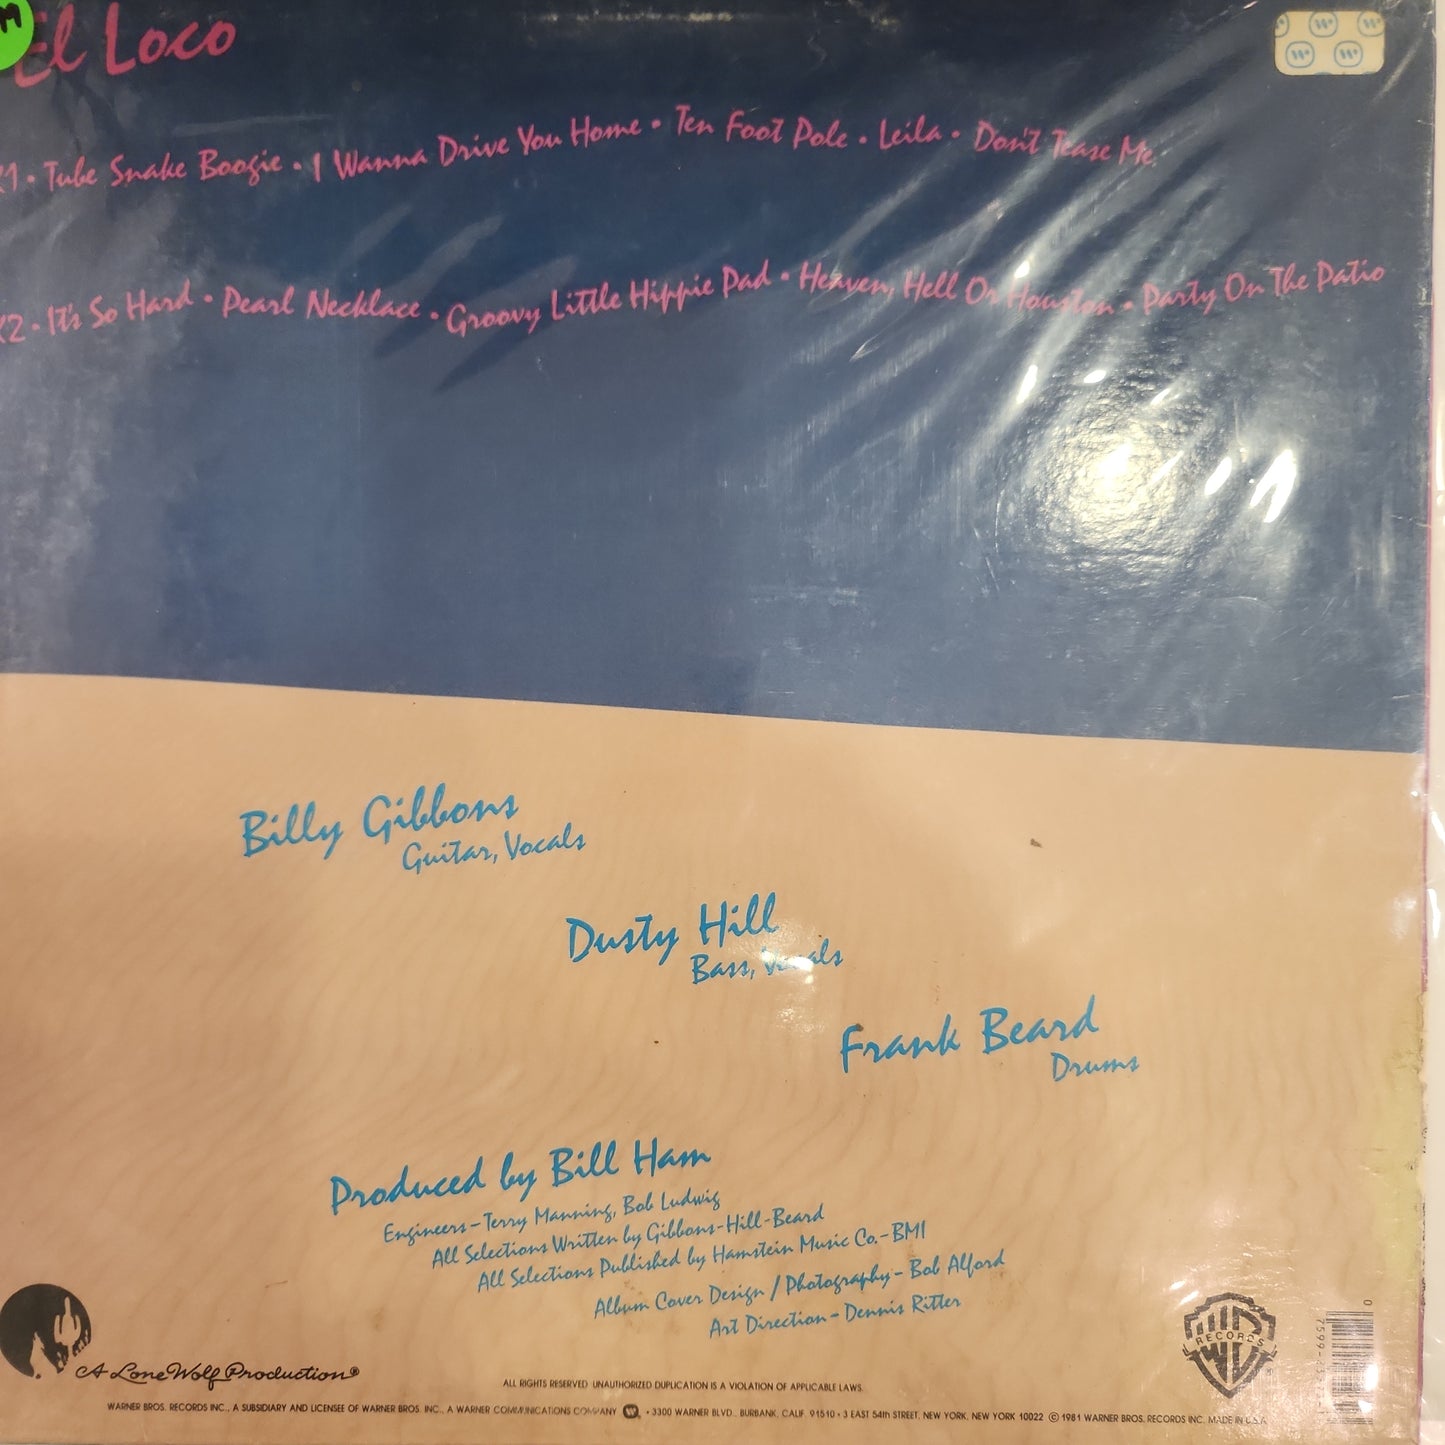 El Loco
1 • Tube Snake Boogie • I Wanna Drive You Home • Ten Foot Pole • Leila • Don't Tease Me
2 • It's So Hard • Pearl Necklace • Groovy Little Hippie Pad • Heaven, Hell Or Houston • Party On The Patio
Billy Gibbons
Guitar, Vocals
Dusty Hill
Bass, Vocals
Frank Beard
Drums
Produced by Bill Ham
Engineers – Terry Manning, Bob Ludwig
All Selections Written by Gibbons-Hill-Beard
All Selections Published by Hamstein Music Co.-BMI
Album Cover Design / Photography – Bob Alford
Art Direction – Dennis Ritter
A Lone Wolf Production®
W B RECORDS
ALL RIGHTS RESERVED UNAUTHORIZED DUPLICATION IS A VIOLATION OF APPLICABLE LAWS.
WARNER BROS. RECORDS INC., A SUBSIDIARY AND LICENSEE OF WARNER BROS. INC., A WARNER COMMUNICATIONS COMPANY • 3300 WARNER BLVD., BURBANK, CALIF. 91510 • 3 EAST 54th STREET, NEW YORK, NEW YORK 10022 © 1981 WARNER BROS. RECORDS INC. MADE IN U.S.A.